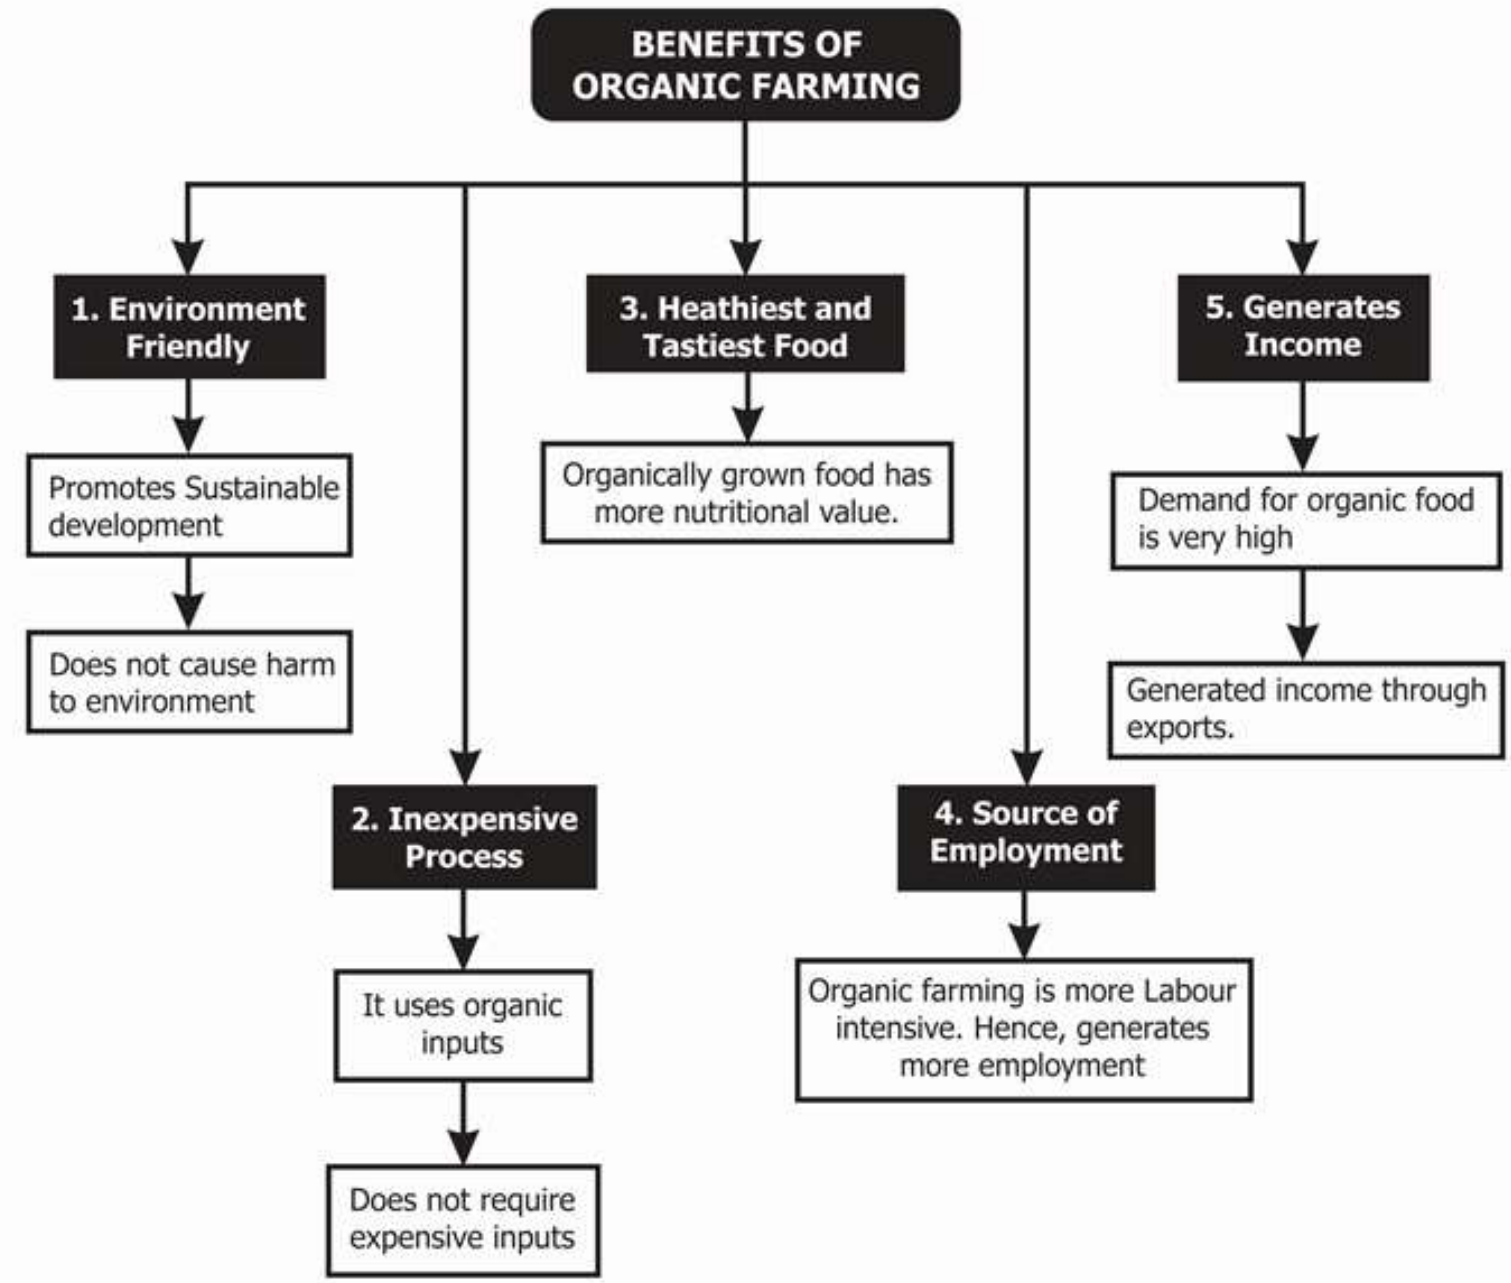 BENEFITS OF
ORGANIC FARMING
1. Environment
Friendly
Promotes Sustainable
development
Does not cause harm
to environment
2. Inexpensive
Process
It uses organic
inputs
Does not require
expensive inputs
3. Heathiest and
Tastiest Food
Organically grown food has
more nutritional value.
4. Source of
Employment
Organic farming is more Labour
intensive. Hence, generates
more employment
5. Generates
Income
Demand for organic food
is very high
Generated income through
exports.